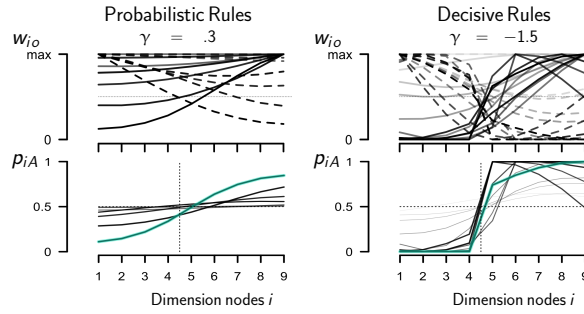 Probabilistic Rules
γ = .3
w_io
max
0
p_iA
1
0.5
0
1 2 3 4 5 6 7 8 9
Dimension nodes i
Decisive Rules
γ = −1.5
w_io
max
0
p_iA
1
0.5
0
1 2 3 4 5 6 7 8 9
Dimension nodes i